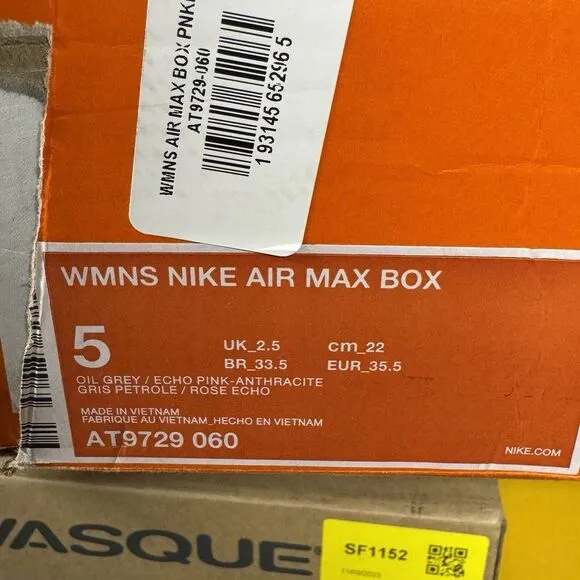 WMNS AIR MAX BOX
AT9729-060
1 93145 65296 5
WMNS NIKE AIR MAX BOX
5
UK_2.5 cm_22
BR_33.5 EUR_35.5
OIL GREY / ECHO PINK-ANTHRACITE
GRIS PETROLE / ROSE ECHO
MADE IN VIETNAM
FABRIQUE AU VIETNAM_HECHO EN VIETNAM
AT9729 060
NIKE.COM
VASQUE
SF1152